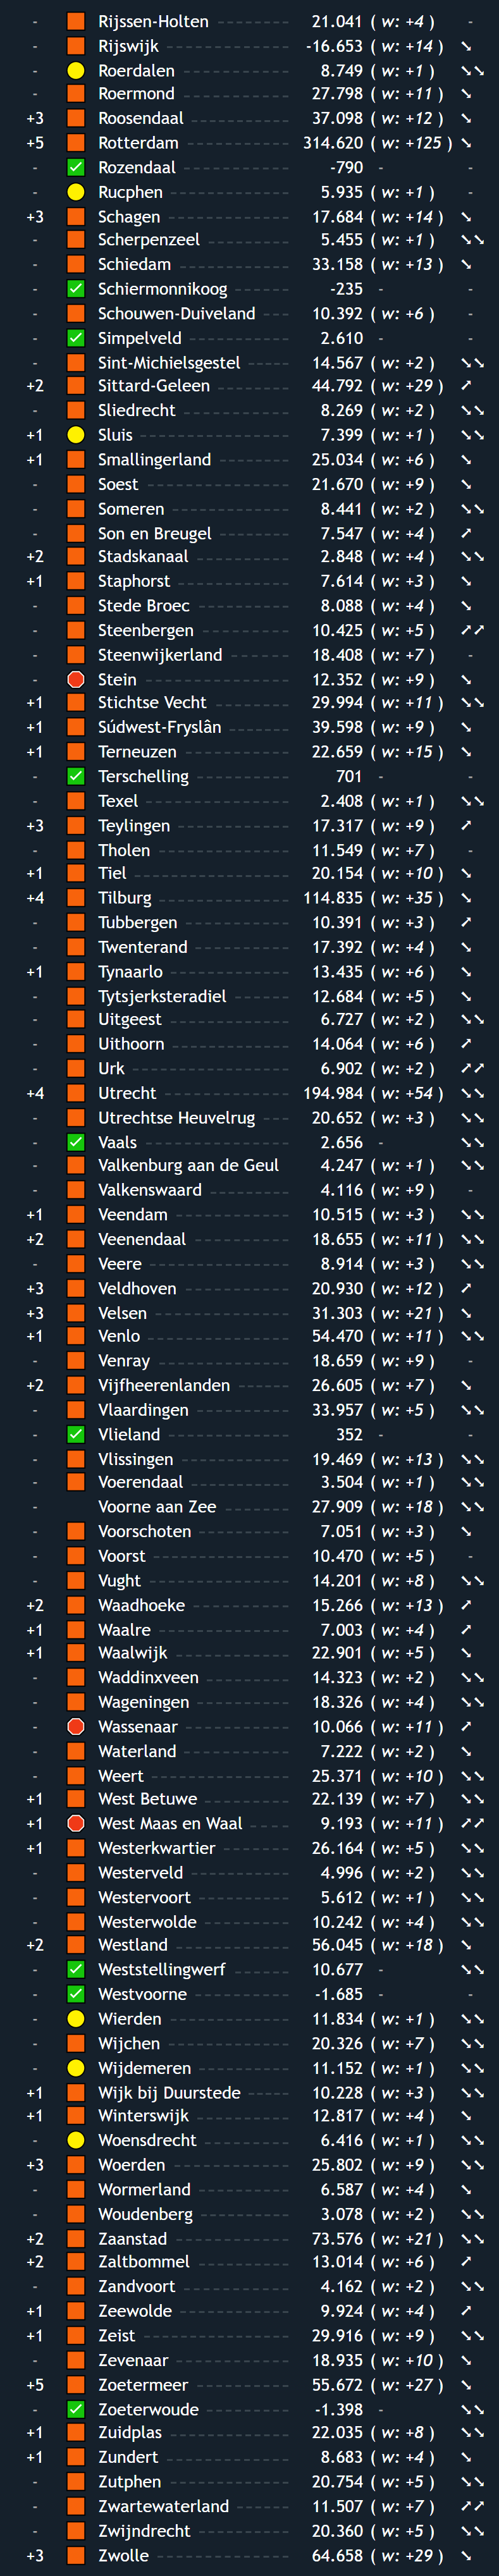 - Rijssen-Holten 21.041 ( w: +4 ) -
- Rijswijk -16.653 ( w: +14 ) ➘
- Roerdalen 8.749 ( w: +1 ) ➘➘
- Roermond 27.798 ( w: +11 ) ➘
+3 Roosendaal 37.098 ( w: +12 ) ➘
+5 Rotterdam 314.620 ( w: +125 ) ➘
- Rozendaal -790 - -
- Rucphen 5.935 ( w: +1 ) -
+3 Schagen 17.684 ( w: +14 ) ➘
- Scherpenzeel 5.455 ( w: +1 ) ➘➘
- Schiedam 33.158 ( w: +13 ) ➘
- Schiermonnikoog -235 - -
- Schouwen-Duiveland 10.392 ( w: +6 ) -
- Simpelveld 2.610 - -
- Sint-Michielsgestel 14.567 ( w: +2 ) ➘➘
+2 Sittard-Geleen 44.792 ( w: +29 ) ➚
- Sliedrecht 8.269 ( w: +2 ) ➘➘
+1 Sluis 7.399 ( w: +1 ) ➘➘
+1 Smallingerland 25.034 ( w: +6 ) ➘
- Soest 21.670 ( w: +9 ) ➘
- Someren 8.441 ( w: +2 ) ➘➘
- Son en Breugel 7.547 ( w: +4 ) ➚
+2 Stadskanaal 2.848 ( w: +4 ) ➘➘
+1 Staphorst 7.614 ( w: +3 ) ➘
- Stede Broec 8.088 ( w: +4 ) ➘
- Steenbergen 10.425 ( w: +5 ) ➚➚
- Steenwijkerland 18.408 ( w: +7 ) -
- Stein 12.352 ( w: +9 ) ➘
+1 Stichtse Vecht 29.994 ( w: +11 ) ➘➘
+1 Súdwest-Fryslân 39.598 ( w: +9 ) ➘
+1 Terneuzen 22.659 ( w: +15 ) ➘
- Terschelling 701 - -
- Texel 2.408 ( w: +1 ) ➘➘
+3 Teylingen 17.317 ( w: +9 ) ➚
- Tholen 11.549 ( w: +7 ) -
+1 Tiel 20.154 ( w: +10 ) ➘
+4 Tilburg 114.835 ( w: +35 ) ➘
- Tubbergen 10.391 ( w: +3 ) ➚
- Twenterand 17.392 ( w: +4 ) ➘
+1 Tynaarlo 13.435 ( w: +6 ) ➘
- Tytsjerksteradiel 12.684 ( w: +5 ) ➘
- Uitgeest 6.727 ( w: +2 ) ➘➘
- Uithoorn 14.064 ( w: +6 ) ➚
- Urk 6.902 ( w: +2 ) ➚➚
+4 Utrecht 194.984 ( w: +54 ) ➘➘
- Utrechtse Heuvelrug 20.652 ( w: +3 ) ➘➘
- Vaals 2.656 - ➘➘
- Valkenburg aan de Geul 4.247 ( w: +1 ) ➘➘
- Valkenswaard 4.116 ( w: +9 ) -
+1 Veendam 10.515 ( w: +3 ) ➘➘
+2 Veenendaal 18.655 ( w: +11 ) ➘➘
- Veere 8.914 ( w: +3 ) ➘➘
+3 Veldhoven 20.930 ( w: +12 ) ➚
+3 Velsen 31.303 ( w: +21 ) ➘
+1 Venlo 54.470 ( w: +11 ) ➘➘
- Venray 18.659 ( w: +9 ) -
+2 Vijfheerenlanden 26.605 ( w: +7 ) ➘
- Vlaardingen 33.957 ( w: +5 ) ➘➘
- Vlieland 352 - -
- Vlissingen 19.469 ( w: +13 ) ➘➘
- Voerendaal 3.504 ( w: +1 ) ➘➘
- Voorne aan Zee 27.909 ( w: +18 ) ➘➘
- Voorschoten 7.051 ( w: +3 ) ➘
- Voorst 10.470 ( w: +5 ) -
- Vught 14.201 ( w: +8 ) ➘➘
+2 Waadhoeke 15.266 ( w: +13 ) ➚
+1 Waalre 7.003 ( w: +4 ) ➚
+1 Waalwijk 22.901 ( w: +5 ) ➘
- Waddinxveen 14.323 ( w: +2 ) ➘➘
- Wageningen 18.326 ( w: +4 ) ➘➘
- Wassenaar 10.066 ( w: +11 ) ➚
- Waterland 7.222 ( w: +2 ) ➘
- Weert 25.371 ( w: +10 ) ➘➘
+1 West Betuwe 22.139 ( w: +7 ) ➘➘
+1 West Maas en Waal 9.193 ( w: +11 ) ➚➚
+1 Westerkwartier 26.164 ( w: +5 ) ➘➘
- Westerveld 4.996 ( w: +2 ) ➘➘
- Westervoort 5.612 ( w: +1 ) ➘➘
- Westerwolde 10.242 ( w: +4 ) ➘➘
+2 Westland 56.045 ( w: +18 ) ➘
- Weststellingwerf 10.677 - ➘➘
- Westvoorne -1.685 - -
- Wierden 11.834 ( w: +1 ) ➘➘
- Wijchen 20.326 ( w: +7 ) ➘➘
- Wijdemeren 11.152 ( w: +1 ) ➘➘
+1 Wijk bij Duurstede 10.228 ( w: +3 ) ➘➘
+1 Winterswijk 12.817 ( w: +4 ) ➘
- Woensdrecht 6.416 ( w: +1 ) ➘➘
+3 Woerden 25.802 ( w: +9 ) ➘➘
- Wormerland 6.587 ( w: +4 ) ➘
- Woudenberg 3.078 ( w: +2 ) ➘➘
+2 Zaanstad 73.576 ( w: +21 ) ➘➘
+2 Zaltbommel 13.014 ( w: +6 ) ➚
- Zandvoort 4.162 ( w: +2 ) ➘➘
+1 Zeewolde 9.924 ( w: +4 ) ➚
+1 Zeist 29.916 ( w: +9 ) ➘➘
- Zevenaar 18.935 ( w: +10 ) ➘
+5 Zoetermeer 55.672 ( w: +27 ) ➘
- Zoeterwoude -1.398 - ➘➘
+1 Zuidplas 22.035 ( w: +8 ) ➘➘
+1 Zundert 8.683 ( w: +4 ) ➘
- Zutphen 20.754 ( w: +5 ) ➘➘
- Zwartewaterland 11.507 ( w: +7 ) ➚➚
- Zwijndrecht 20.360 ( w: +5 ) ➘➘
+3 Zwolle 64.658 ( w: +29 ) ➘